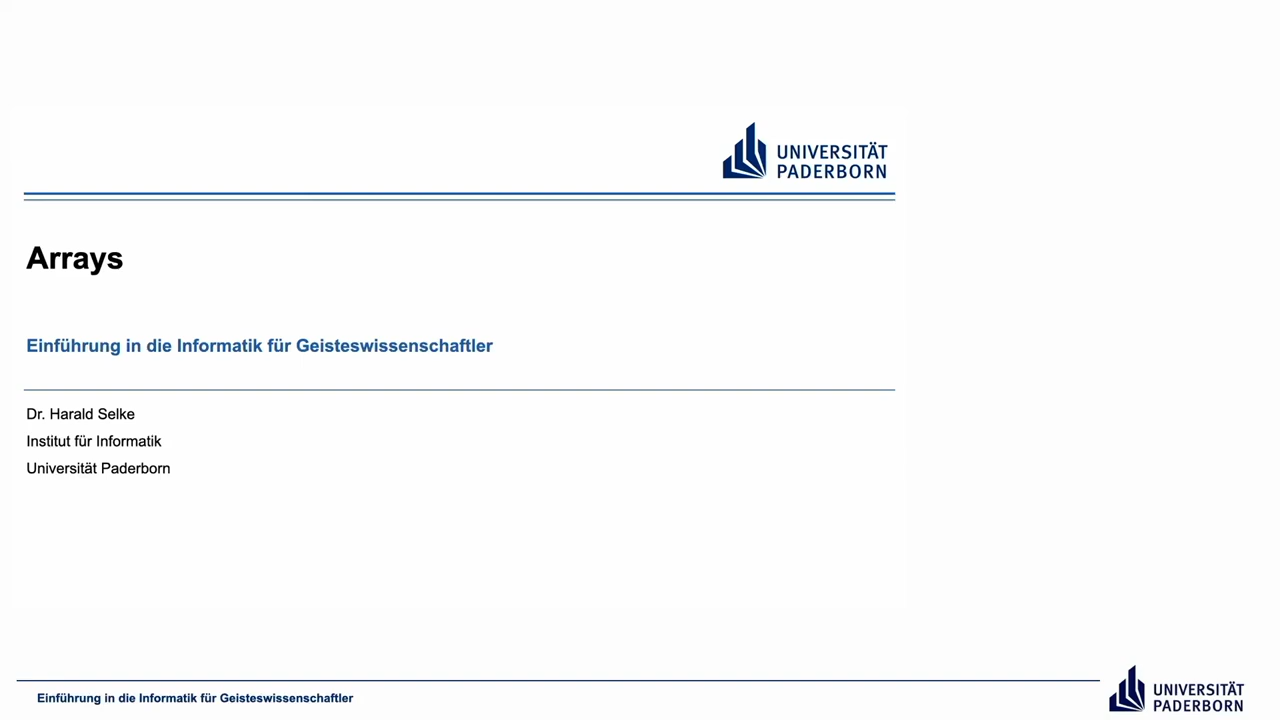 UNIVERSITÄT
PADERBORN
Arrays
Einführung in die Informatik für Geisteswissenschaftler
Dr. Harald Selke
Institut für Informatik
Universität Paderborn
Einführung in die Informatik für Geisteswissenschaftler
UNIVERSITÄT
PADERBORN